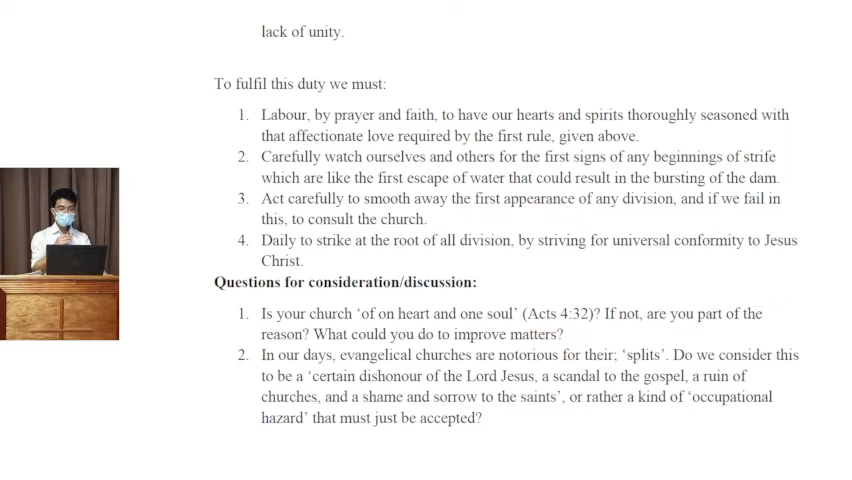 lack of unity.
To fulfil this duty we must:
1. Labour, by prayer and faith, to have our hearts and spirits thoroughly seasoned with
that affectionate love required by the first rule, given above.
2. Carefully watch ourselves and others for the first signs of any beginnings of strife
which are like the first escape of water that could result in the bursting of the dam.
3. Act carefully to smooth away the first appearance of any division, and if we fail in
this, to consult the church.
4. Daily to strike at the root of all division, by striving for universal conformity to Jesus
Christ.
Questions for consideration/discussion:
1. Is your church ‘of on heart and one soul’ (Acts 4:32)? If not, are you part of the
reason? What could you do to improve matters?
2. In our days, evangelical churches are notorious for their; ‘splits’. Do we consider this
to be a ‘certain dishonour of the Lord Jesus, a scandal to the gospel, a ruin of
churches, and a shame and sorrow to the saints’, or rather a kind of ‘occupational
hazard’ that must just be accepted?